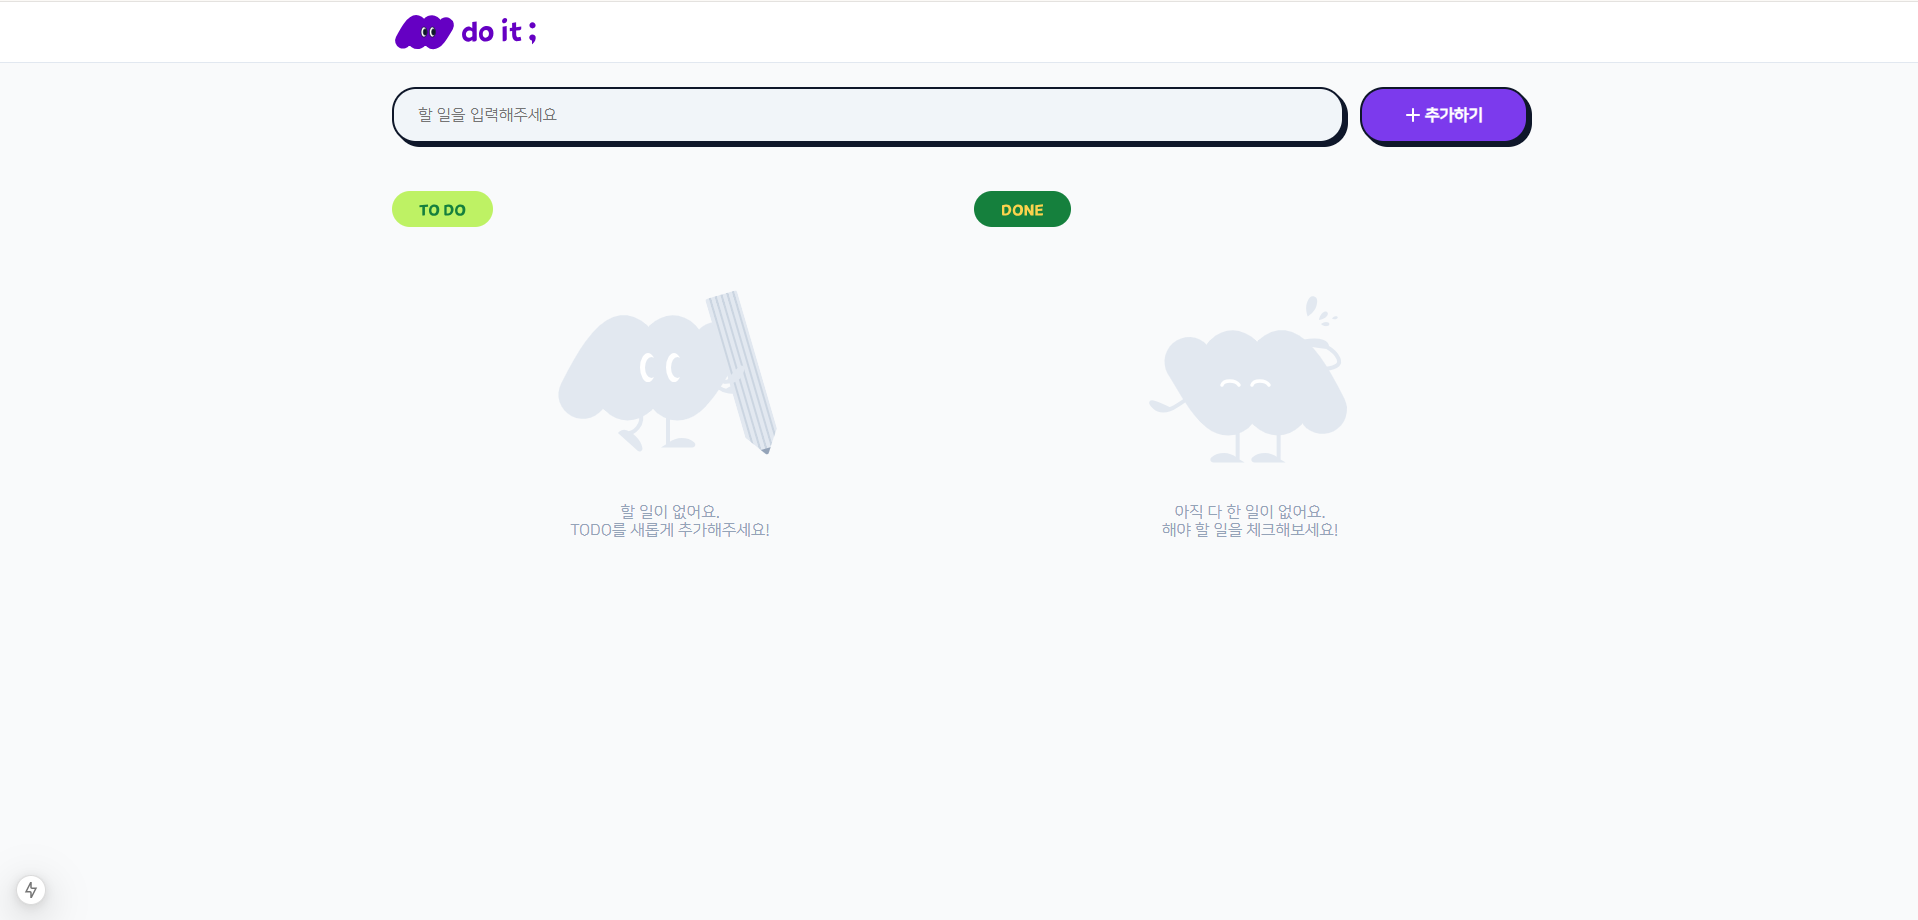 do it ;
할 일을 입력해주세요
+ 추가하기
TO DO
DONE
할 일이 없어요.
TODO를 새롭게 추가해주세요!
아직 다 한 일이 없어요.
해야 할 일을 체크해보세요!